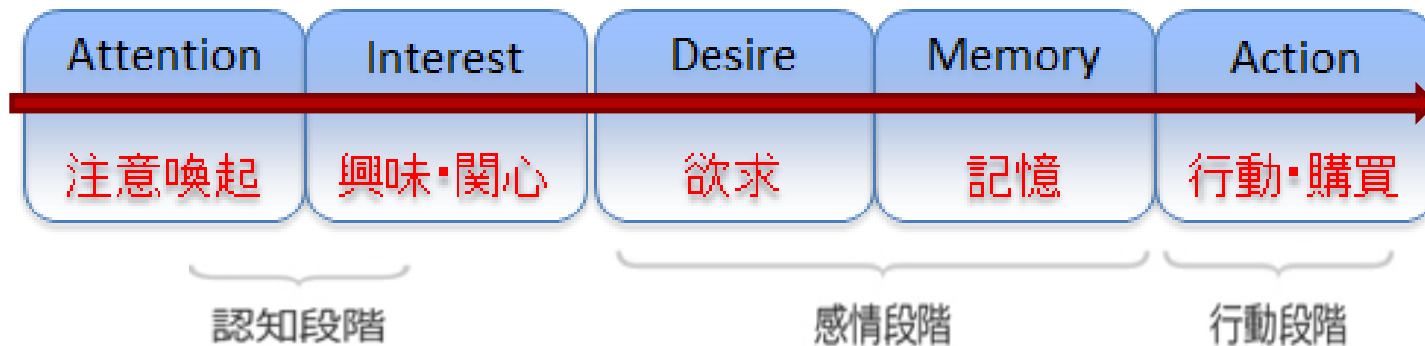 Attention Interest Desire Memory Action
注意喚起 興味・関心 欲求 記憶 行動・購買
認知段階 感情段階 行動段階